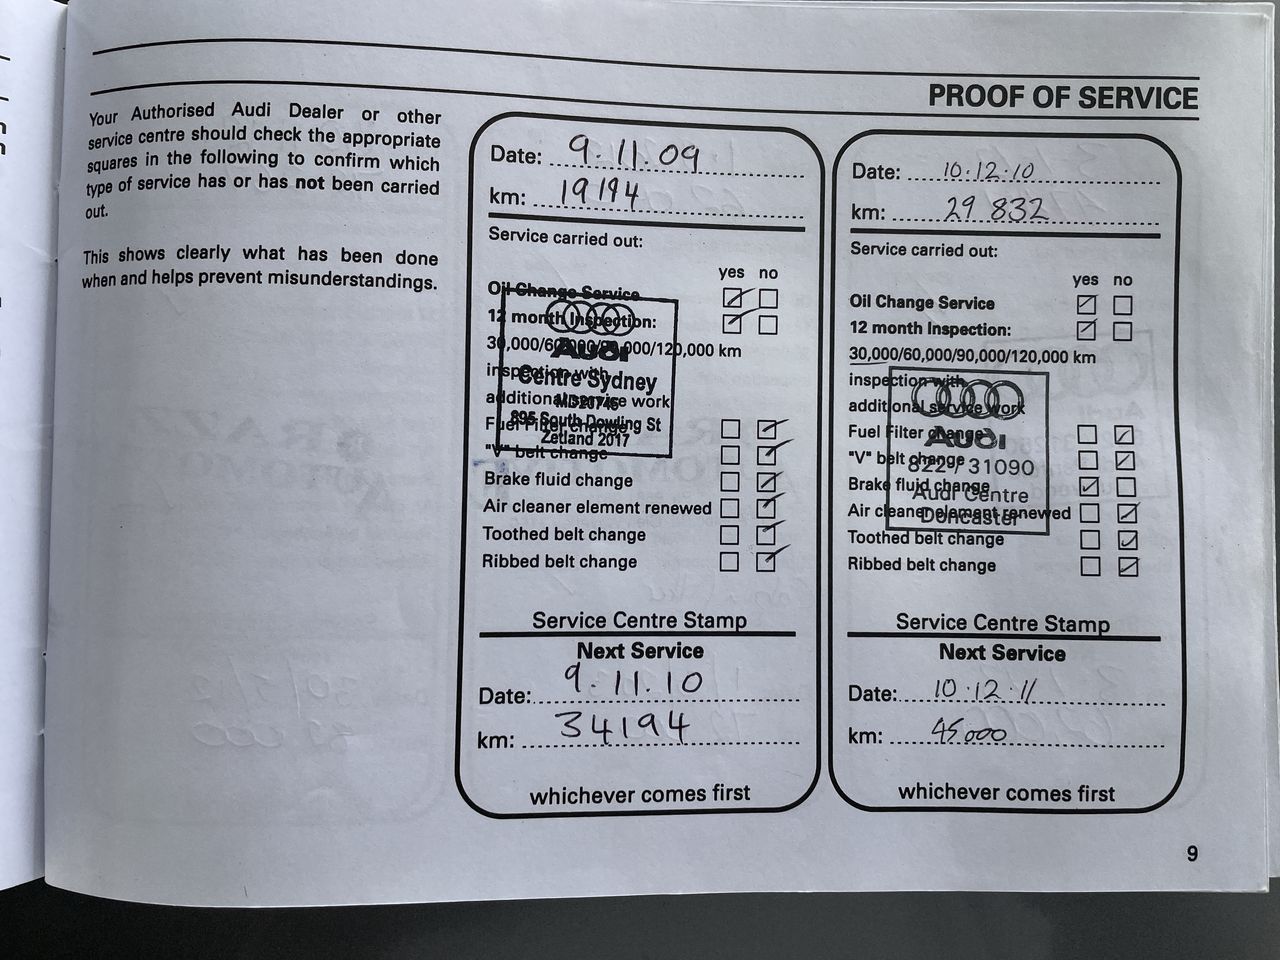 PROOF OF SERVICE
Your Authorised Audi Dealer or other
service centre should check the appropriate
squares in the following to confirm which
type of service has or has not been carried
out.
This shows clearly what has been done
when and helps prevent misunderstandings.
Date: 9.11.09
km: 19194
Service carried out:
yes no
Oil Change Service
12 month Inspection:
30,000/60,000/90,000/120,000 km
inspection with
additional service work
Fuel Filter change
"V" belt change
Brake fluid change
Air cleaner element renewed
Toothed belt change
Ribbed belt change
Audi
Centre Sydney
895 South Dowling St
Zetland 2017
Service Centre Stamp
Next Service
Date: 9.11.10
km: 34194
whichever comes first
Date: 10.12.10
km: 29 832
Service carried out:
yes no
Oil Change Service
12 month Inspection:
30,000/60,000/90,000/120,000 km
inspection with
additional service work
Fuel Filter change
"V" belt change
Brake fluid change
Air cleaner element renewed
Toothed belt change
Ribbed belt change
Audi
822 / 31090
Audi Centre
Doncaster
Service Centre Stamp
Next Service
Date: 10.12.11
km: 45000
whichever comes first
9